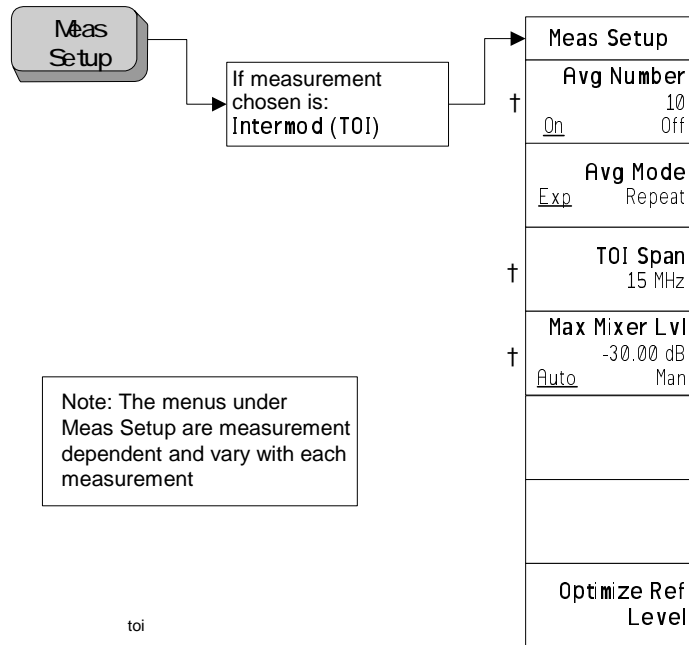 Meas
Setup
If measurement
chosen is:
Intermod (TOI)
Meas Setup
† Avg Number
10
On Off
Avg Mode
Exp Repeat
† TOI Span
15 MHz
Max Mixer Lvl
† -30.00 dB
Auto Man
Note: The menus under
Meas Setup are measurement
dependent and vary with each
measurement
Optimize Ref
Level
toi